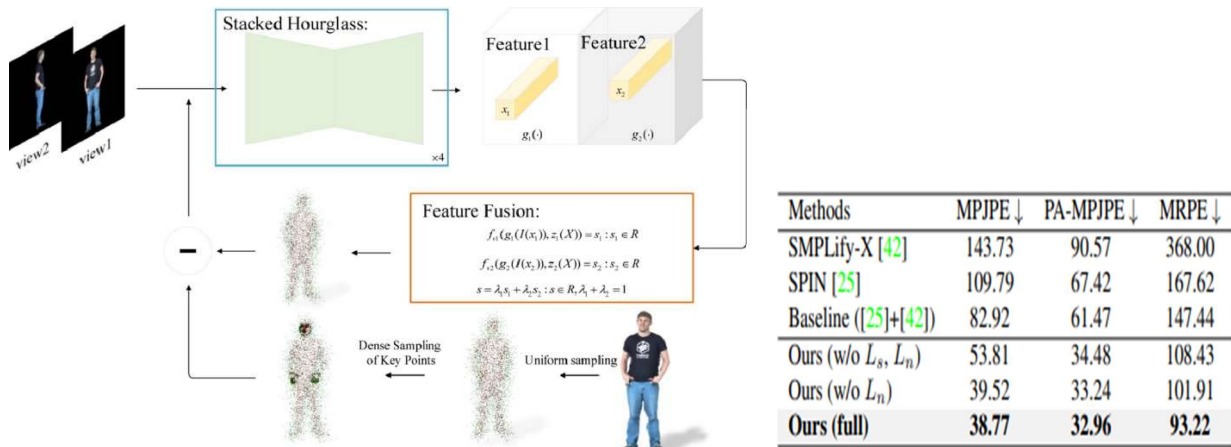 view2
view1
Stacked Hourglass:
×4
Feature1
Feature2
x₁
x₂
g₁(·)
g₂(·)
Feature Fusion:
fₛ₁(g₁(I(x₁)), z₁(X)) = s₁ : s₁ ∈ R
fₛ₂(g₂(I(x₂)), z₂(X)) = s₂ : s₂ ∈ R
s = λ₁s₁ + λ₂s₂ : s ∈ R, λ₁ + λ₂ = 1
Dense Sampling
of Key Points
Uniform sampling
Methods MPJPE↓ PA-MPJPE↓ MRPE↓
SMPLify-X [42] 143.73 90.57 368.00
SPIN [25] 109.79 67.42 167.62
Baseline ([25]+[42]) 82.92 61.47 147.44
Ours (w/o Lₛ, Lₙ) 53.81 34.48 108.43
Ours (w/o Lₙ) 39.52 33.24 101.91
Ours (full) 38.77 32.96 93.22